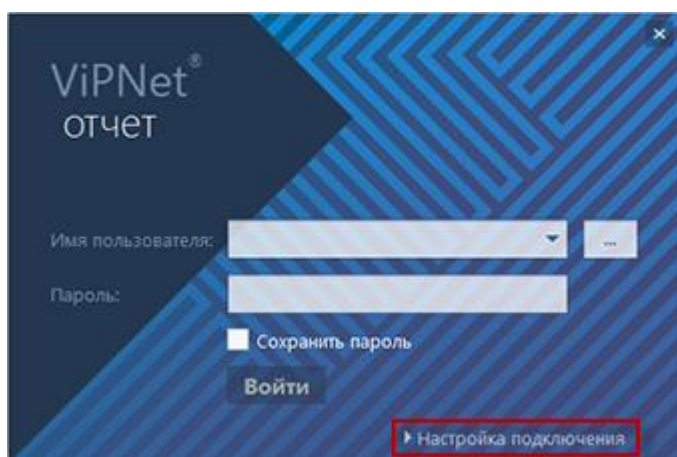 ViPNet®
отчет
Имя пользователя:
...
Пароль:
Сохранить пароль
Войти
Настройка подключения